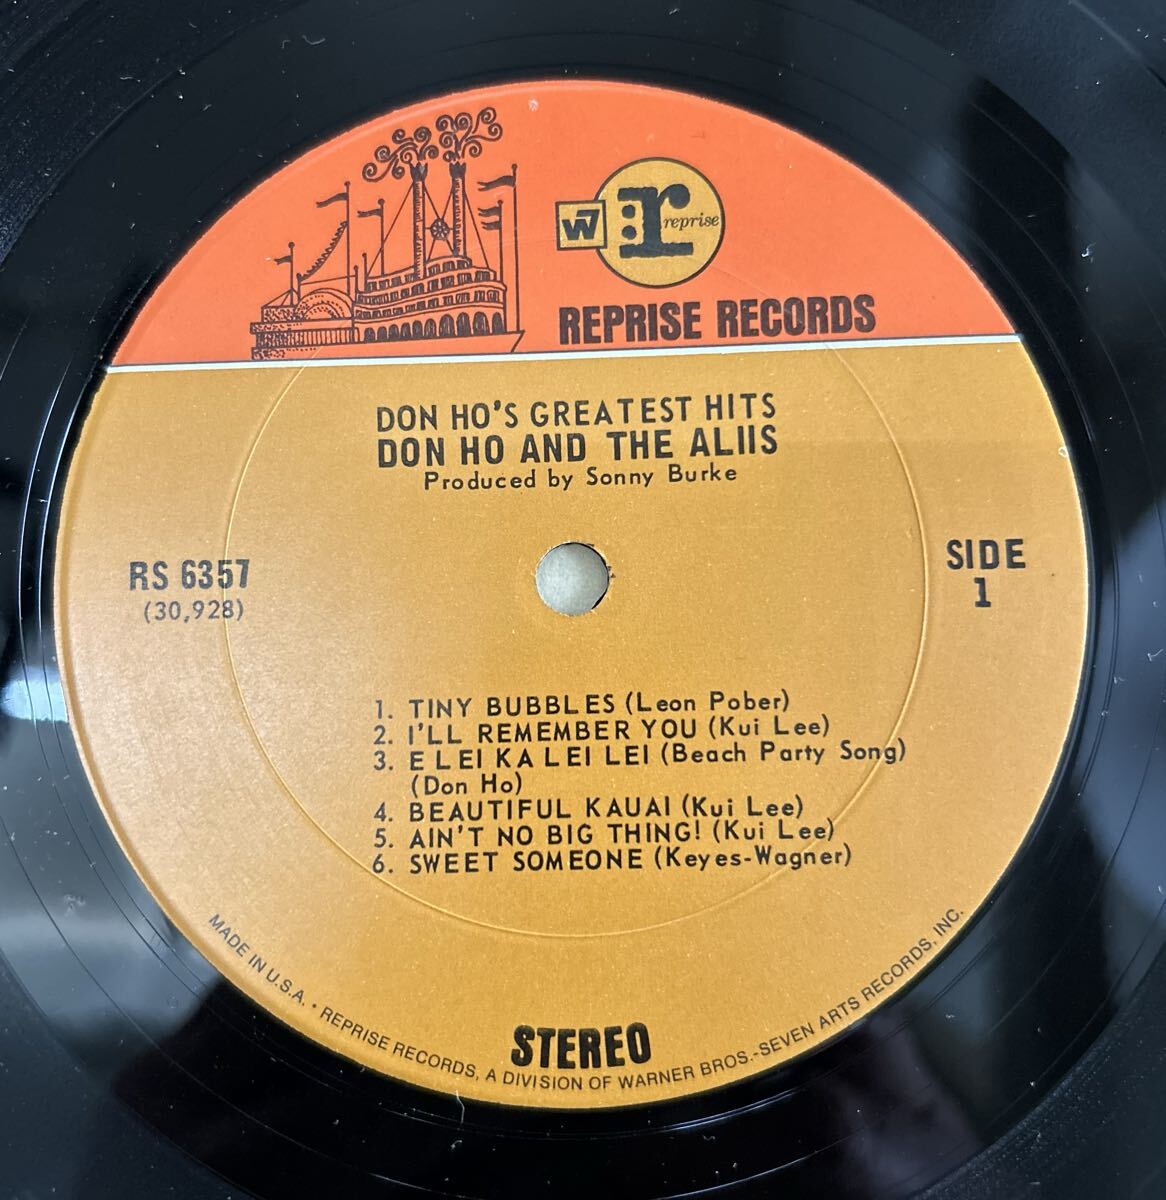 W7
r reprise
REPRISE RECORDS
DON HO'S GREATEST HITS
DON HO AND THE ALIIS
Produced by Sonny Burke
RS 6357
(30,928)
SIDE
1
1. TINY BUBBLES (Leon Pober)
2. I'LL REMEMBER YOU (Kui Lee)
3. E LEI KA LEI LEI (Beach Party Song)
(Don Ho)
4. BEAUTIFUL KAUAI (Kui Lee)
5. AIN'T NO BIG THING! (Kui Lee)
6. SWEET SOMEONE (Keyes-Wagner)
STEREO
MADE IN U.S.A. • REPRISE RECORDS, A DIVISION OF WARNER BROS.-SEVEN ARTS RECORDS, INC.